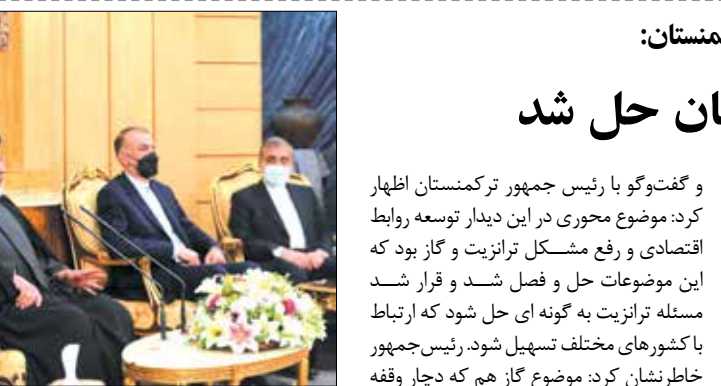 منستان:
ان حل شد
و گفت‌وگو با رئیس جمهور ترکمنستان اظهار
کرد: موضوع محوری در این دیدار توسعه روابط
اقتصادی و رفع مشـــکل ترانزیت و گاز بود که
این موضوعات حل و فصل شـــد و قرار شـــد
مسئله ترانزیت به گونه ای حل شود که ارتباط
با کشورهای مختلف تسهیل شود. رئیس‌جمهور
خاطرنشان کرد: موضوع گاز هم که دچار وقفه